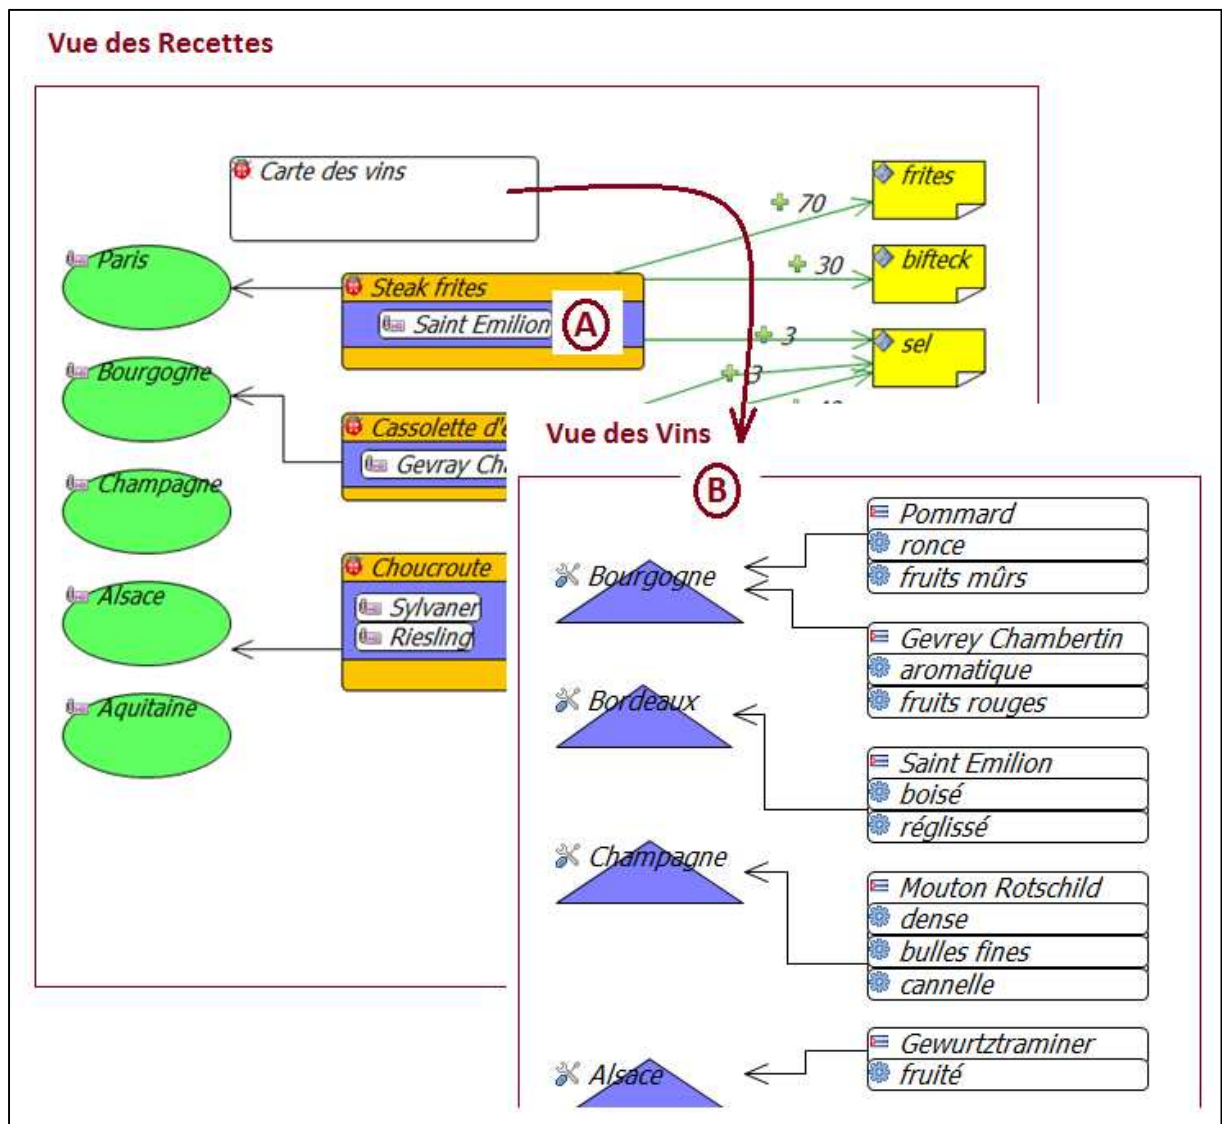 Vue des Recettes
Carte des vins
70
frites
Paris
30
bifteck
Steak frites
Saint Emilion
A
3
sel
Bourgogne
3
Cassolette d'e
Gevray Ch
Champagne
Choucroute
Alsace
Sylvaner
Riesling
Aquitaine
Vue des Vins
B
Pommard
ronce
fruits mûrs
Bourgogne
Gevrey Chambertin
aromatique
fruits rouges
Bordeaux
Saint Emilion
boisé
réglissé
Champagne
Mouton Rotschild
dense
bulles fines
cannelle
Gewurtztraminer
fruité
Alsace